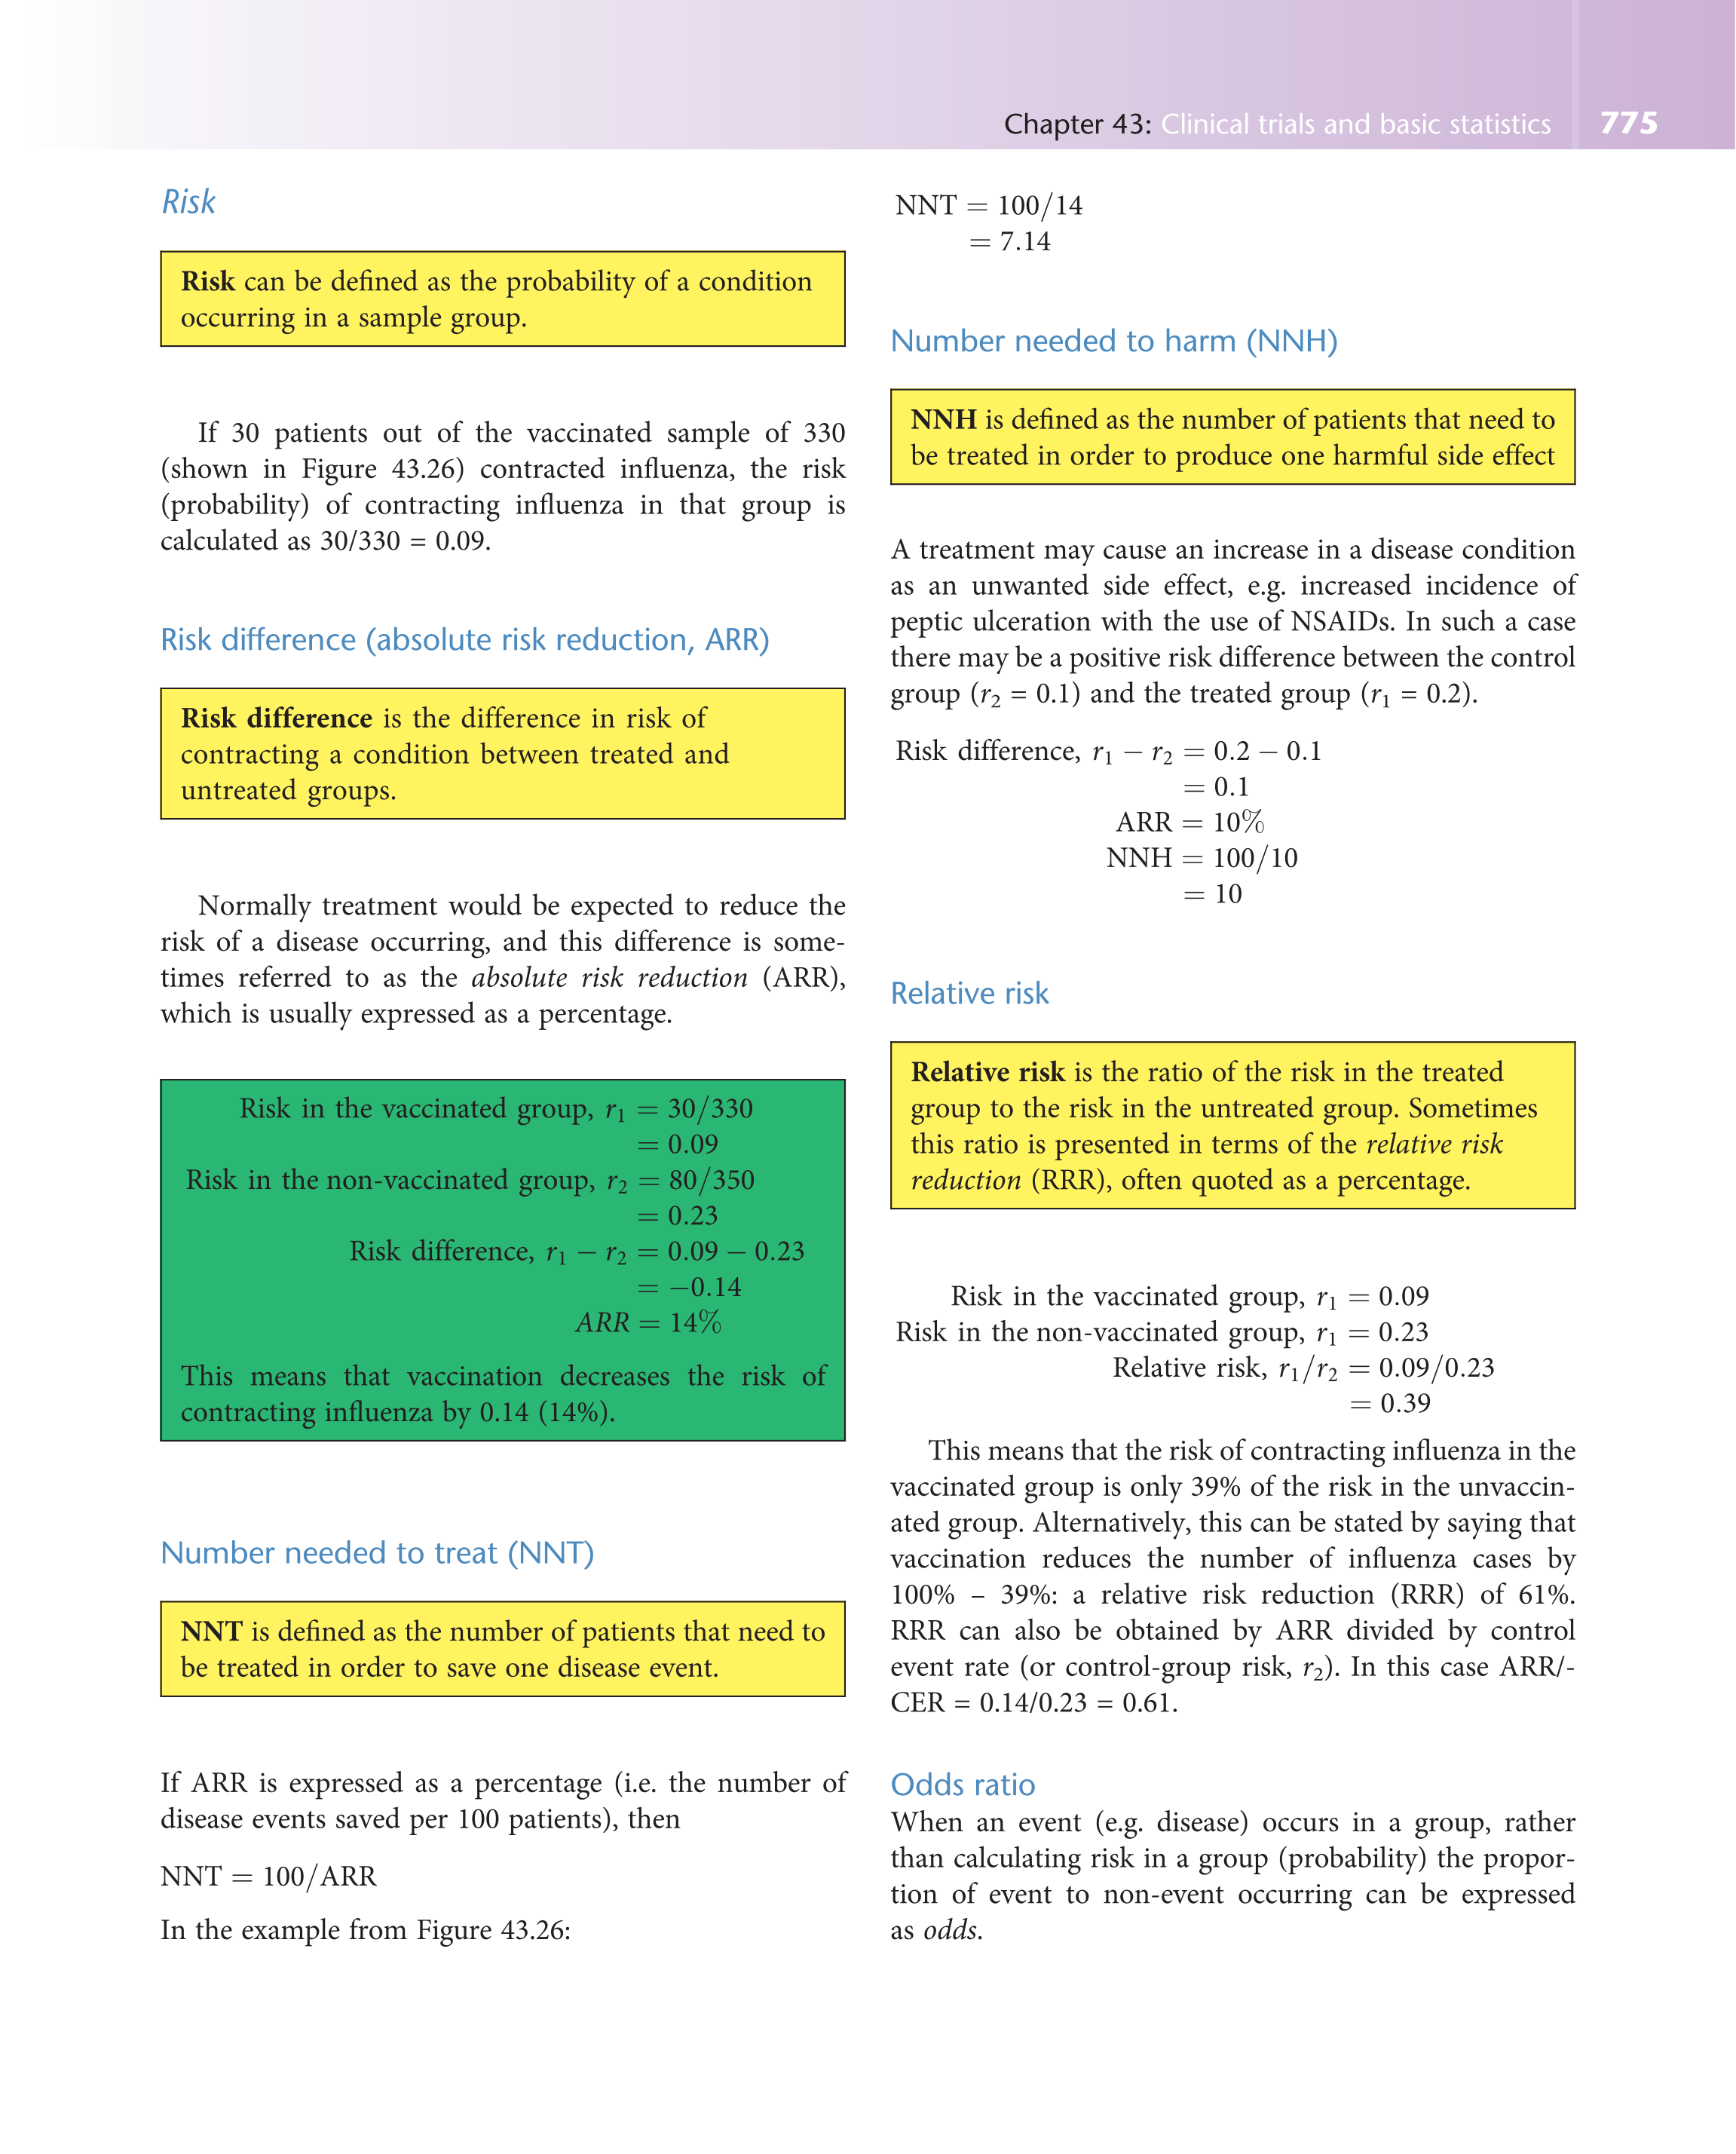 Chapter 43: Clinical trials and basic statistics 775
Risk
Risk can be defined as the probability of a condition
occurring in a sample group.
If 30 patients out of the vaccinated sample of 330
(shown in Figure 43.26) contracted influenza, the risk
(probability) of contracting influenza in that group is
calculated as 30/330 = 0.09.
Risk difference (absolute risk reduction, ARR)
Risk difference is the difference in risk of
contracting a condition between treated and
untreated groups.
Normally treatment would be expected to reduce the
risk of a disease occurring, and this difference is some-
times referred to as the absolute risk reduction (ARR),
which is usually expressed as a percentage.
Risk in the vaccinated group, r₁ = 30/330
= 0.09
Risk in the non-vaccinated group, r₂ = 80/350
= 0.23
Risk difference, r₁ − r₂ = 0.09 − 0.23
= −0.14
ARR = 14%
This means that vaccination decreases the risk of
contracting influenza by 0.14 (14%).
Number needed to treat (NNT)
NNT is defined as the number of patients that need to
be treated in order to save one disease event.
If ARR is expressed as a percentage (i.e. the number of
disease events saved per 100 patients), then
NNT = 100/ARR
In the example from Figure 43.26:
NNT = 100/14
= 7.14
Number needed to harm (NNH)
NNH is defined as the number of patients that need to
be treated in order to produce one harmful side effect
A treatment may cause an increase in a disease condition
as an unwanted side effect, e.g. increased incidence of
peptic ulceration with the use of NSAIDs. In such a case
there may be a positive risk difference between the control
group (r₂ = 0.1) and the treated group (r₁ = 0.2).
Risk difference, r₁ − r₂ = 0.2 − 0.1
= 0.1
ARR = 10%
NNH = 100/10
= 10
Relative risk
Relative risk is the ratio of the risk in the treated
group to the risk in the untreated group. Sometimes
this ratio is presented in terms of the relative risk
reduction (RRR), often quoted as a percentage.
Risk in the vaccinated group, r₁ = 0.09
Risk in the non-vaccinated group, r₁ = 0.23
Relative risk, r₁/r₂ = 0.09/0.23
= 0.39
This means that the risk of contracting influenza in the
vaccinated group is only 39% of the risk in the unvaccin-
ated group. Alternatively, this can be stated by saying that
vaccination reduces the number of influenza cases by
100% – 39%: a relative risk reduction (RRR) of 61%.
RRR can also be obtained by ARR divided by control
event rate (or control-group risk, r₂). In this case ARR/-
CER = 0.14/0.23 = 0.61.
Odds ratio
When an event (e.g. disease) occurs in a group, rather
than calculating risk in a group (probability) the propor-
tion of event to non-event occurring can be expressed
as odds.